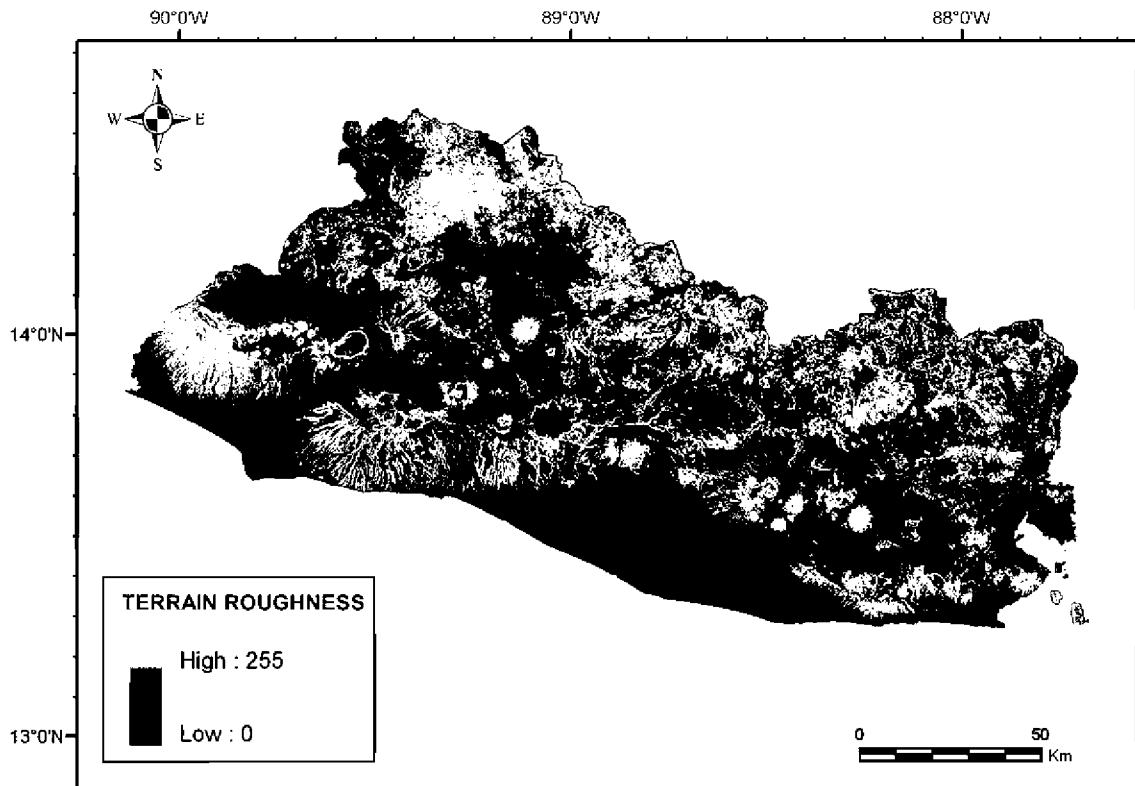 90°0'W 89°0'W 88°0'W
N
W E
S
14°0'N
TERRAIN ROUGHNESS
High : 255
Low : 0
13°0'N
0 50
Km